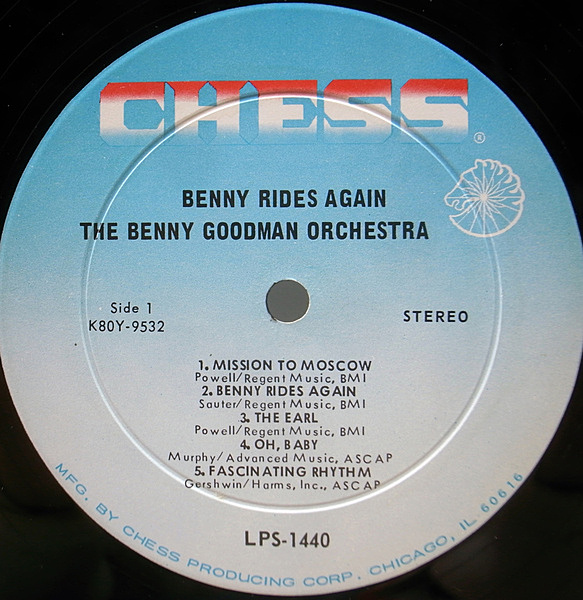 CHESS®
BENNY RIDES AGAIN
THE BENNY GOODMAN ORCHESTRA
Side 1
K80Y-9532
STEREO
1. MISSION TO MOSCOW
Powell/Regent Music, BMI
2. BENNY RIDES AGAIN
Sauter/Regent Music, BMI
3. THE EARL
Powell/Regent Music, BMI
4. OH, BABY
Murphy/Advanced Music, ASCAP
5. FASCINATING RHYTHM
Gershwin/Harms, Inc., ASCAP
LPS-1440
MFG. BY CHESS PRODUCING CORP. CHICAGO, IL 60616